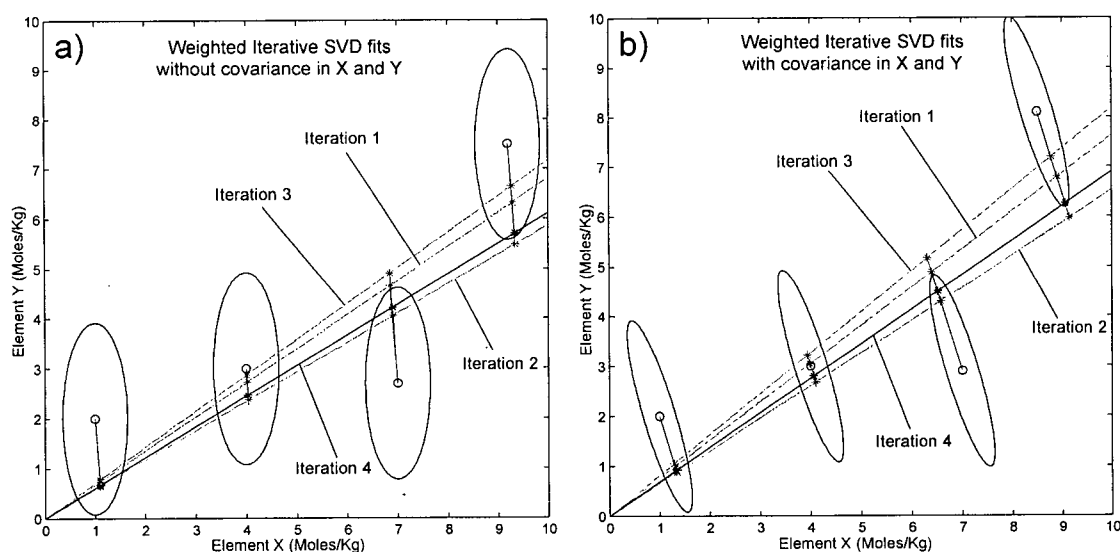 a)
Weighted Iterative SVD fits
without covariance in X and Y
Iteration 1
Iteration 3
Iteration 2
Iteration 4
Element Y (Moles/Kg)
10
9
8
7
6
5
4
3
2
1
0
0 1 2 3 4 5 6 7 8 9 10
Element X (Moles/Kg)
b)
Weighted Iterative SVD fits
with covariance in X and Y
Iteration 1
Iteration 3
Iteration 2
Iteration 4
Element Y (Moles/Kg)
10
9
8
7
6
5
4
3
2
1
0
0 1 2 3 4 5 6 7 8 9 10
Element X (Moles/Kg)